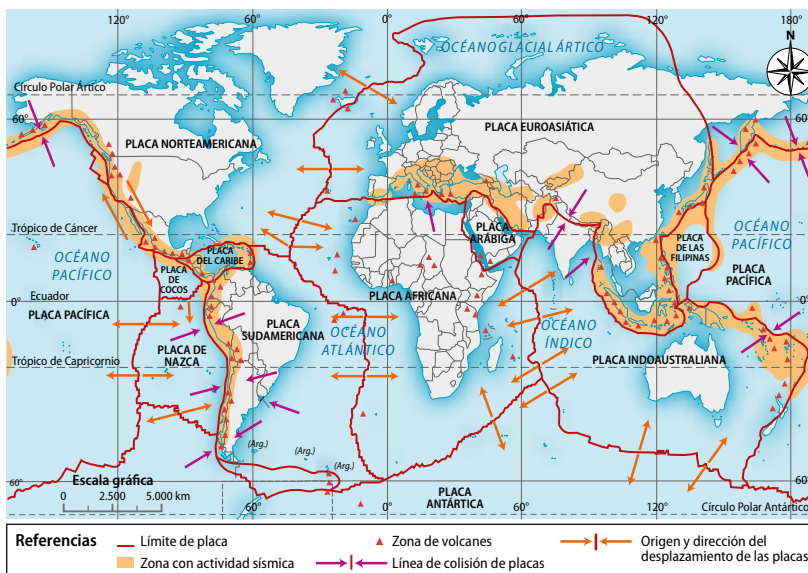 120°
60°
0°
60°
120°
180°
N
OCÉANO GLACIAL ÁRTICO
Círculo Polar Ártico
60°
PLACA NORTEAMERICANA
PLACA EUROASIÁTICA
Trópico de Cáncer
OCÉANO
PACÍFICO
PLACA
DEL CARIBE
PLACA
DE
COCOS
PLACA
ARÁBIGA
PLACA
DE LAS
FILIPINAS
OCÉANO
PACÍFICO
PLACA
PACÍFICA
Ecuador
0°
0°
PLACA PACÍFICA
PLACA AFRICANA
PLACA
SUDAMERICANA
OCÉANO
ATLÁNTICO
OCÉANO
ÍNDICO
PLACA DE
NAZCA
PLACA INDOAUSTRALIANA
Trópico de Capricornio
(Arg.)
(Arg.)
(Arg.)
60°
60°
Escala gráfica
0 2.500 5.000 km
PLACA
ANTÁRTICA
Círculo Polar Antártico
60°
0°
60°
120°
180°
Referencias
Límite de placa
Zona con actividad sísmica
Zona de volcanes
Línea de colisión de placas
Origen y dirección del
desplazamiento de las placas